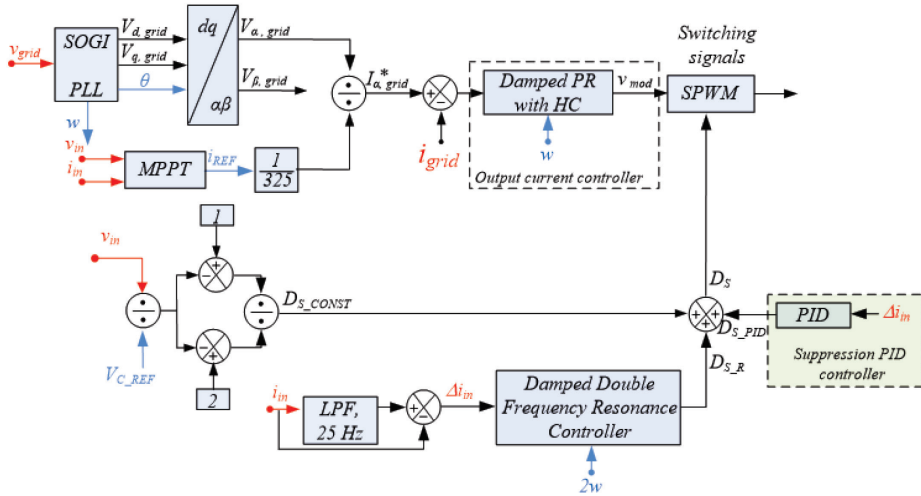 v_grid
SOGI
PLL
V_d, grid
V_q, grid
θ
w
dq
αβ
V_α, grid
V_β, grid
÷
I_α, grid*
+
-
i_grid
Damped PR
with HC
w
v_mod
Output current controller
Switching
signals
SPWM
v_in
i_in
MPPT
i_REF
1
325
v_in
÷
V_C_REF
1
-
+
-
+
2
÷
D_S_CONST
D_S
+
+
+
D_S_PID
D_S_R
PID
Δi_in
Suppression PID
controller
i_in
LPF,
25 Hz
+
-
Δi_in
Damped Double
Frequency Resonance
Controller
2w